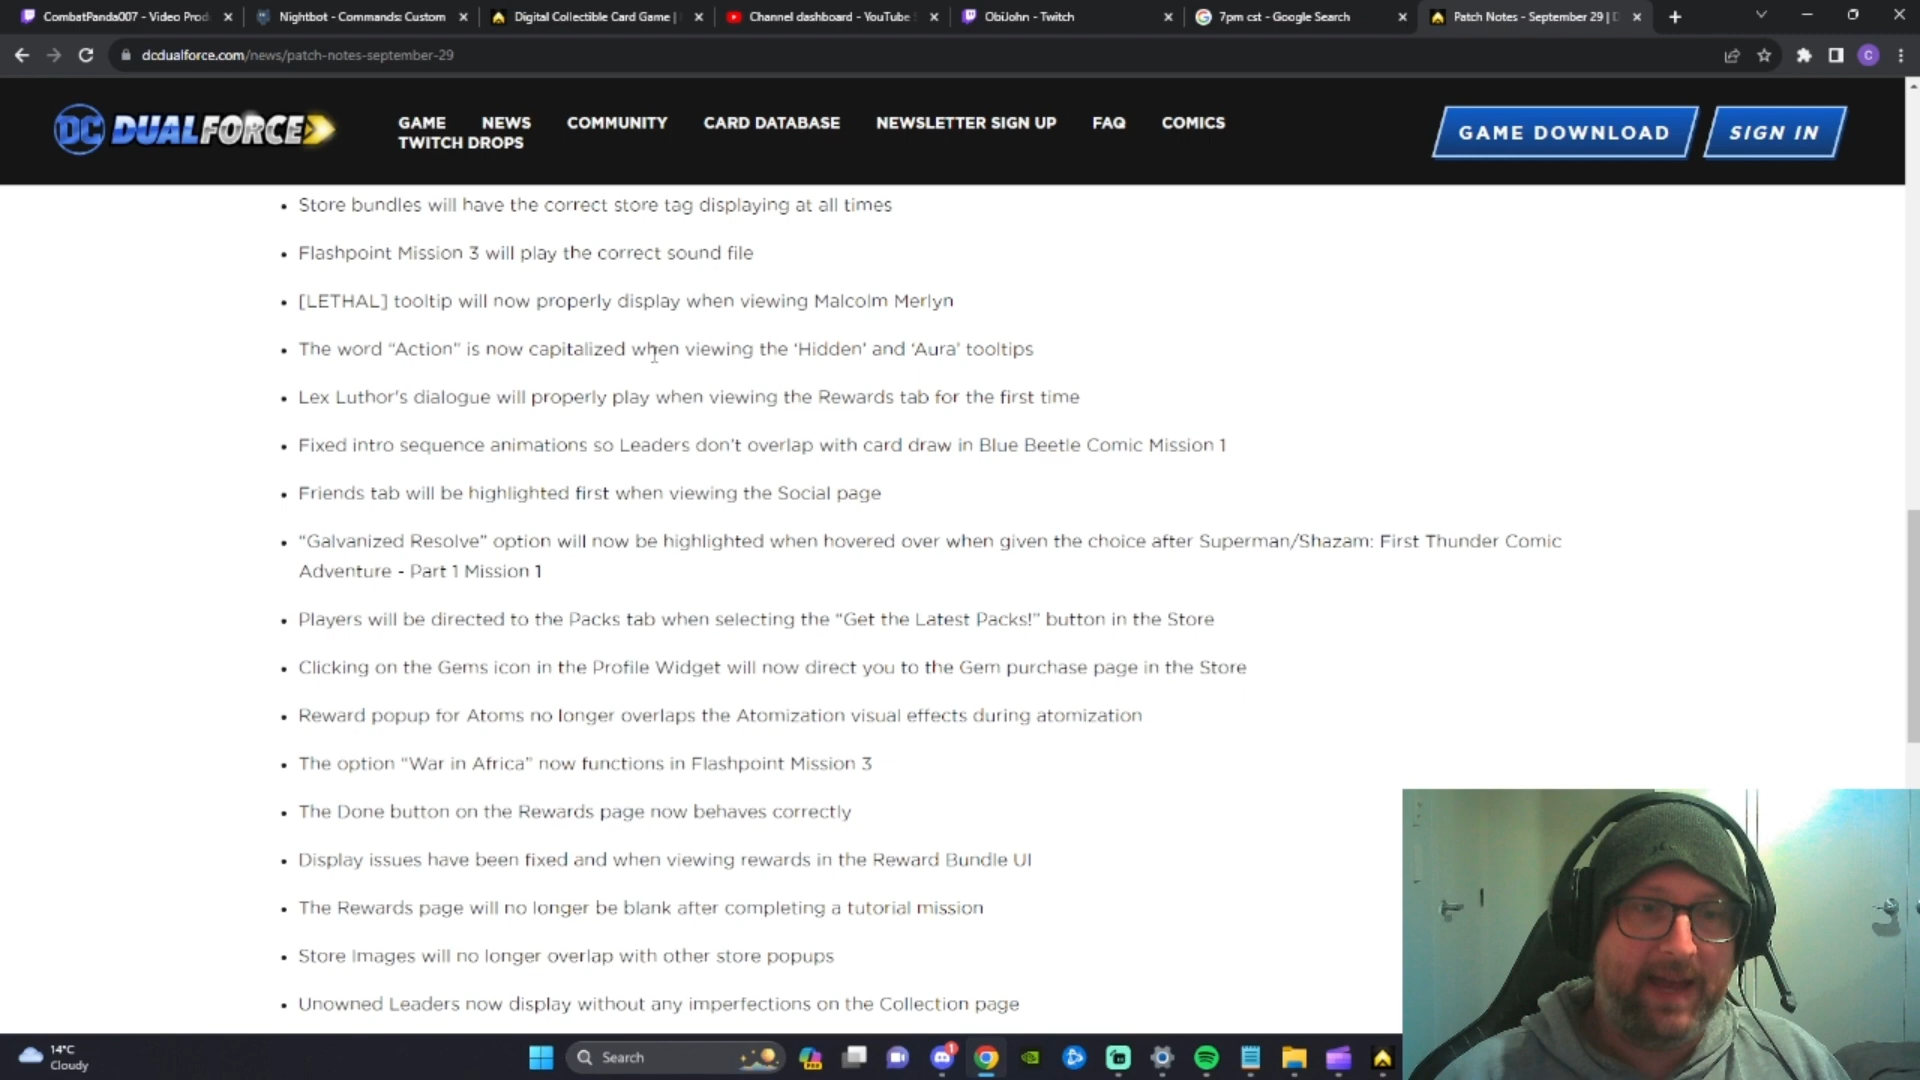 CombatPanda007 - Video Prod
Nightbot - Commands: Custom
Digital Collectible Card Game |
Channel dashboard - YouTube
ObiJohn - Twitch
7pm cst - Google Search
Patch Notes - September 29 | D
dcdualforce.com/news/patch-notes-september-29
C
DC DUALFORCE
GAME NEWS COMMUNITY CARD DATABASE NEWSLETTER SIGN UP FAQ COMICS
TWITCH DROPS
GAME DOWNLOAD
SIGN IN
• Store bundles will have the correct store tag displaying at all times
• Flashpoint Mission 3 will play the correct sound file
• [LETHAL] tooltip will now properly display when viewing Malcolm Merlyn
• The word “Action” is now capitalized when viewing the ‘Hidden’ and ‘Aura’ tooltips
• Lex Luthor's dialogue will properly play when viewing the Rewards tab for the first time
• Fixed intro sequence animations so Leaders don’t overlap with card draw in Blue Beetle Comic Mission 1
• Friends tab will be highlighted first when viewing the Social page
• “Galvanized Resolve” option will now be highlighted when hovered over when given the choice after Superman/Shazam: First Thunder Comic
Adventure - Part 1 Mission 1
• Players will be directed to the Packs tab when selecting the “Get the Latest Packs!” button in the Store
• Clicking on the Gems icon in the Profile Widget will now direct you to the Gem purchase page in the Store
• Reward popup for Atoms no longer overlaps the Atomization visual effects during atomization
• The option “War in Africa” now functions in Flashpoint Mission 3
• The Done button on the Rewards page now behaves correctly
• Display issues have been fixed and when viewing rewards in the Reward Bundle UI
• The Rewards page will no longer be blank after completing a tutorial mission
• Store Images will no longer overlap with other store popups
• Unowned Leaders now display without any imperfections on the Collection page
14°C
Cloudy
Search
1